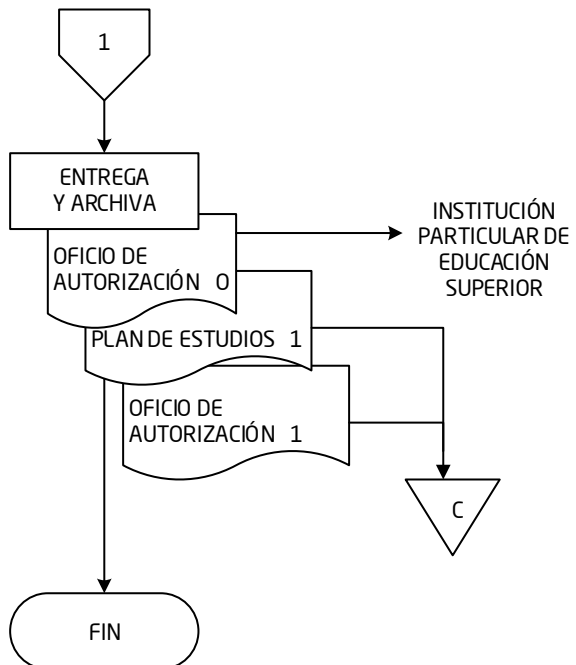 1
ENTREGA
Y ARCHIVA
OFICIO DE
AUTORIZACIÓN 0
INSTITUCIÓN
PARTICULAR DE
EDUCACIÓN
SUPERIOR
PLAN DE ESTUDIOS 1
OFICIO DE
AUTORIZACIÓN 1
C
FIN